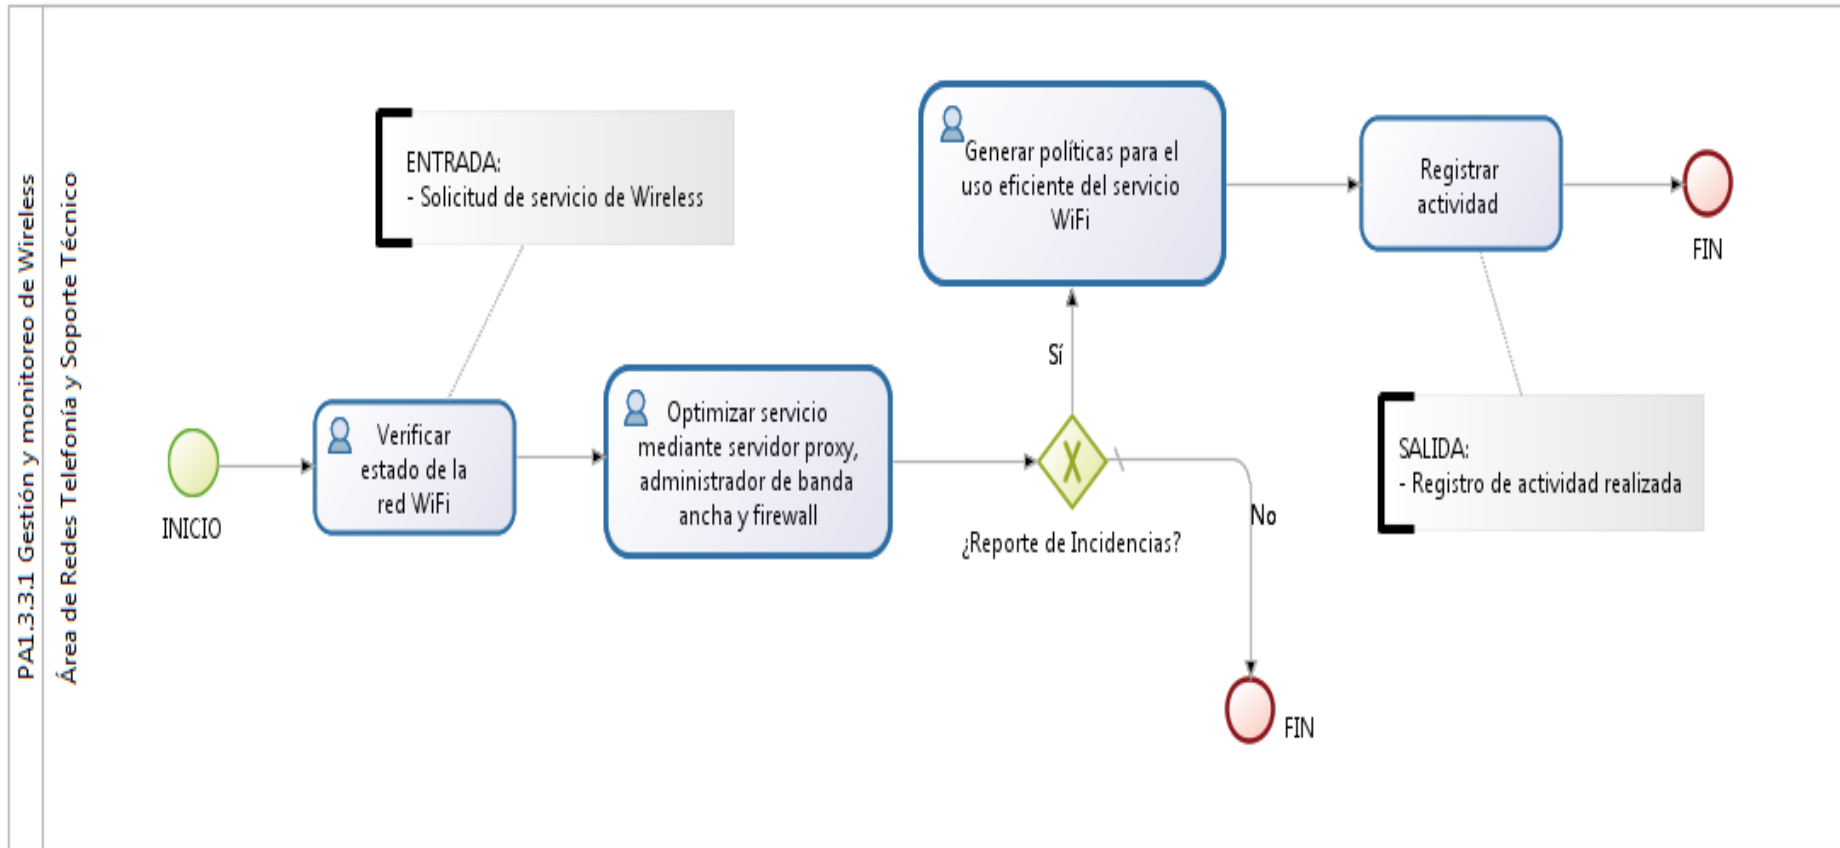 PA1.3.3.1 Gestión y monitoreo de Wireless
Área de Redes Telefonía y Soporte Técnico
INICIO
ENTRADA:
- Solicitud de servicio de Wireless
Verificar
estado de la
red WiFi
Optimizar servicio
mediante servidor proxy,
administrador de banda
ancha y firewall
¿Reporte de Incidencias?
Sí
No
Generar políticas para el
uso eficiente del servicio
WiFi
Registrar
actividad
FIN
SALIDA:
- Registro de actividad realizada
FIN